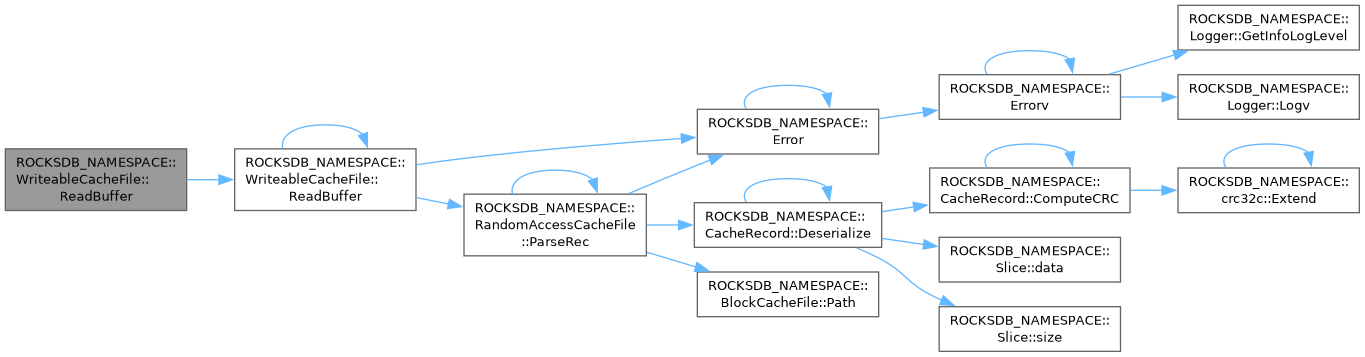 ROCKSDB_NAMESPACE::
WriteableCacheFile::
ReadBuffer
ROCKSDB_NAMESPACE::
WriteableCacheFile::
ReadBuffer
ROCKSDB_NAMESPACE::
Error
ROCKSDB_NAMESPACE::
Errorv
ROCKSDB_NAMESPACE::
Logger::GetInfoLogLevel
ROCKSDB_NAMESPACE::
Logger::Logv
ROCKSDB_NAMESPACE::
RandomAccessCacheFile
::ParseRec
ROCKSDB_NAMESPACE::
CacheRecord::Deserialize
ROCKSDB_NAMESPACE::
CacheRecord::ComputeCRC
ROCKSDB_NAMESPACE::
crc32c::Extend
ROCKSDB_NAMESPACE::
Slice::data
ROCKSDB_NAMESPACE::
Slice::size
ROCKSDB_NAMESPACE::
BlockCacheFile::Path